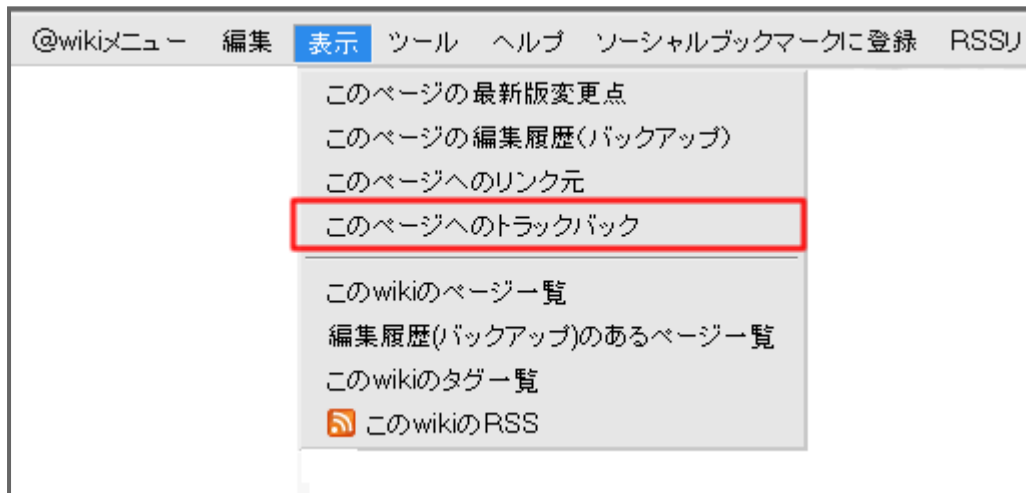 @wikiメニュー 編集 表示 ツール ヘルプ ソーシャルブックマークに登録 RSSリ
このページの最新版変更点
このページの編集履歴(バックアップ)
このページへのリンク元
このページへのトラックバック
このwikiのページ一覧
編集履歴(バックアップ)のあるページ一覧
このwikiのタグ一覧
このwikiのRSS